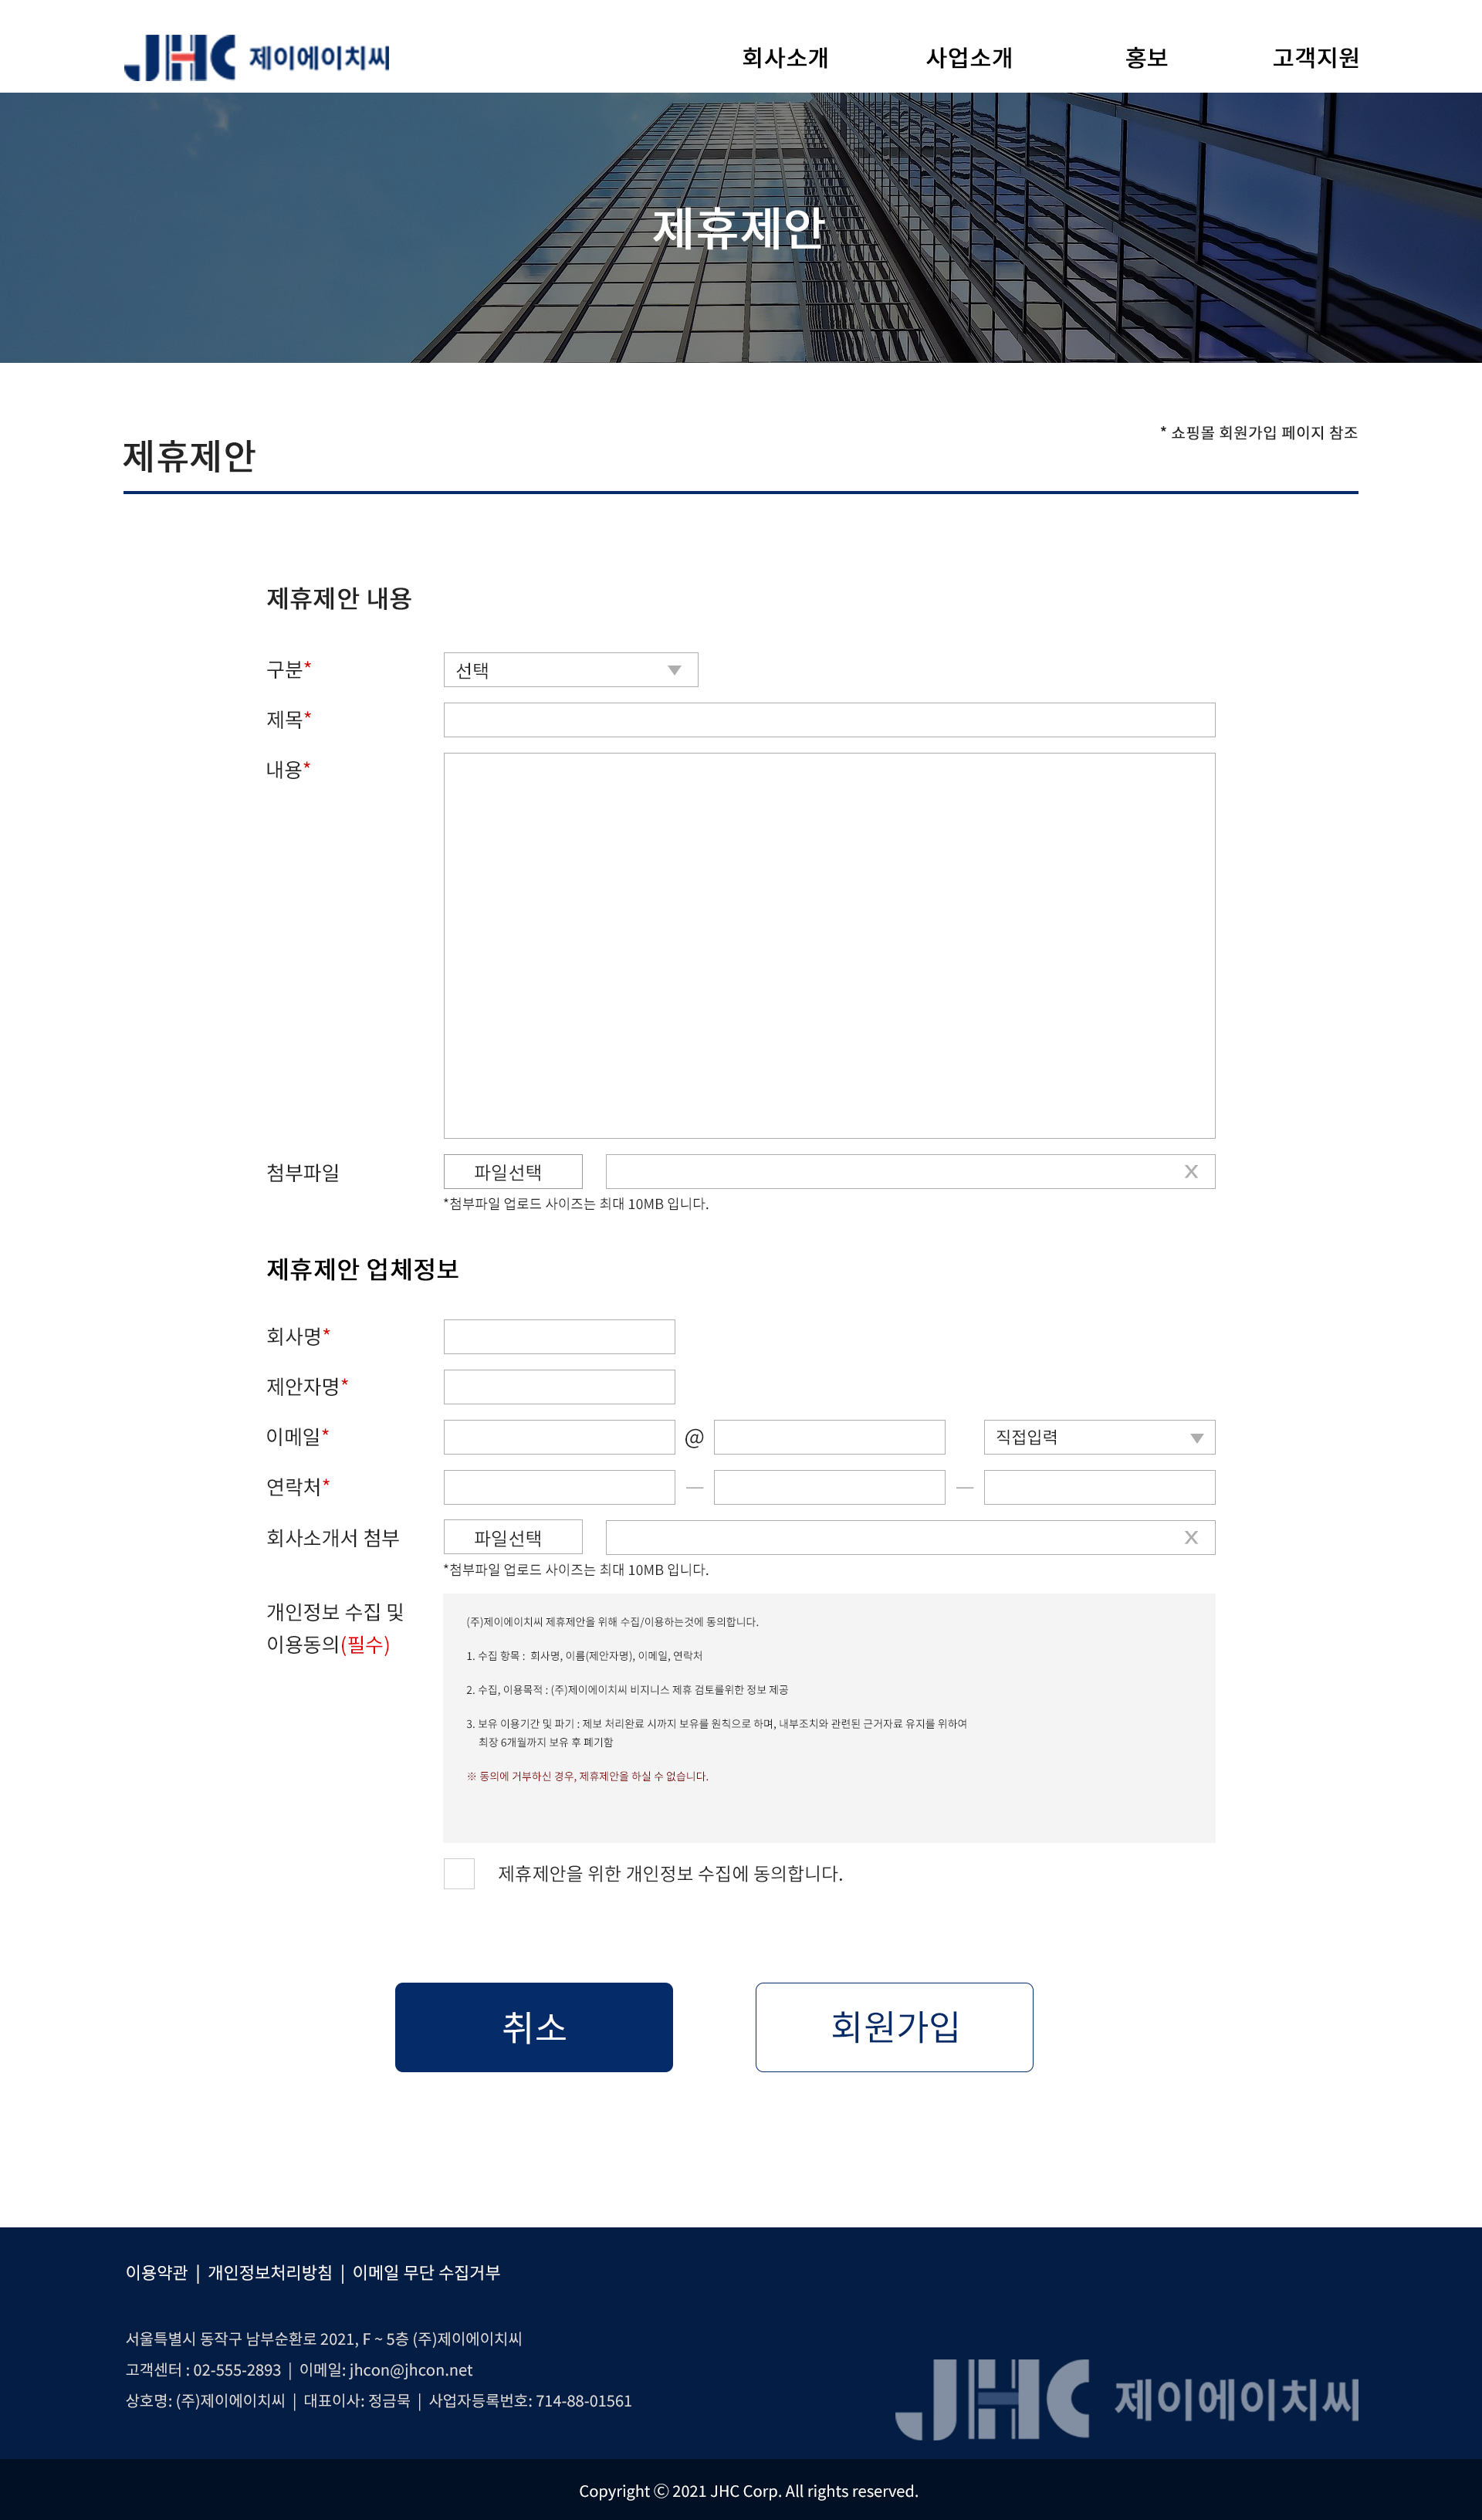 JHC 제이에이치씨
회사소개 사업소개 홍보 고객지원
제휴제안
* 쇼핑몰 회원가입 페이지 참조
제휴제안
제휴제안 내용
구분* 선택
제목*
내용*
첨부파일 파일선택 X
*첨부파일 업로드 사이즈는 최대 10MB 입니다.
제휴제안 업체정보
회사명*
제안자명*
이메일* @ 직접입력
연락처* — —
회사소개서 첨부 파일선택 X
*첨부파일 업로드 사이즈는 최대 10MB 입니다.
개인정보 수집 및
이용동의(필수)
(주)제이에이치씨 제휴제안을 위해 수집/이용하는것에 동의합니다.
1. 수집 항목 : 회사명, 이름(제안자명), 이메일, 연락처
2. 수집, 이용목적 : (주)제이에이치씨 비지니스 제휴 검토를위한 정보 제공
3. 보유 이용기간 및 파기 : 제보 처리완료 시까지 보유를 원칙으로 하며, 내부조치와 관련된 근거자료 유지를 위하여
최장 6개월까지 보유 후 폐기함
※ 동의에 거부하신 경우, 제휴제안을 하실 수 없습니다.
제휴제안을 위한 개인정보 수집에 동의합니다.
취소 회원가입
이용약관 | 개인정보처리방침 | 이메일 무단 수집거부
서울특별시 동작구 남부순환로 2021, F ~ 5층 (주)제이에이치씨
고객센터 : 02-555-2893 | 이메일: jhcon@jhcon.net
상호명: (주)제이에이치씨 | 대표이사: 정금묵 | 사업자등록번호: 714-88-01561
JHC 제이에이치씨
Copyright ⓒ 2021 JHC Corp. All rights reserved.